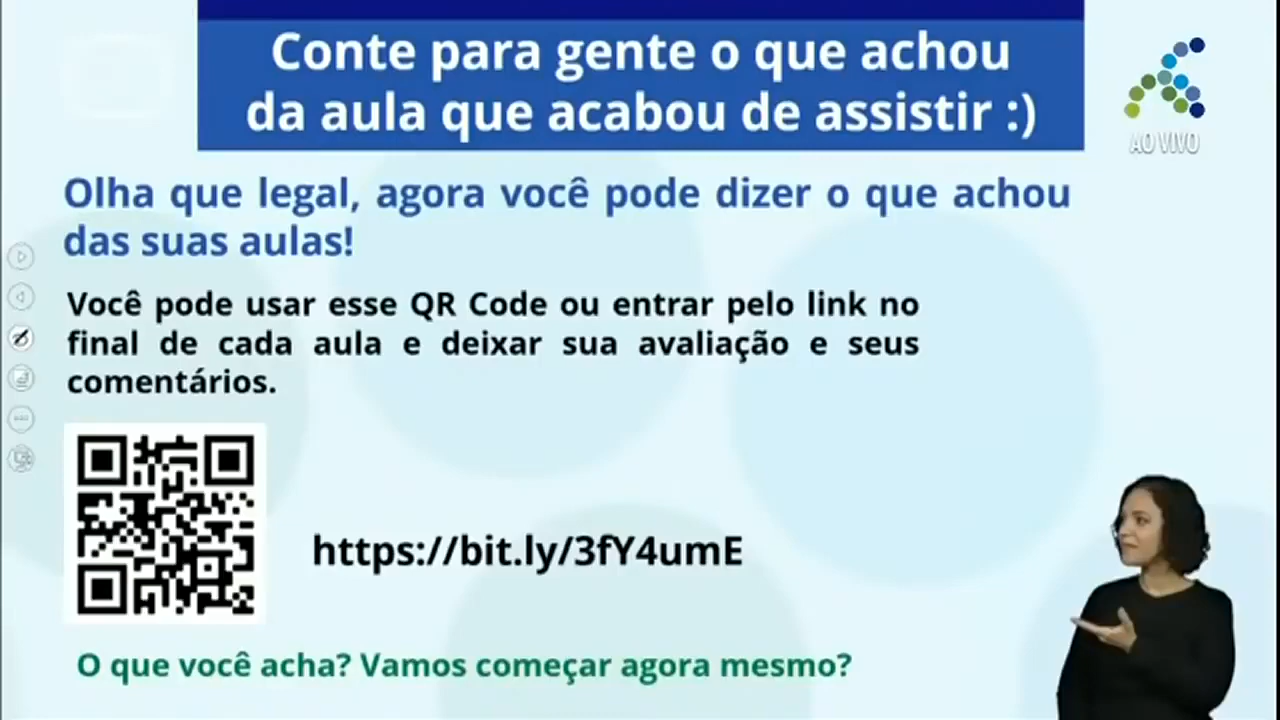 Conte para gente o que achou
da aula que acabou de assistir :)
AO VIVO
Olha que legal, agora você pode dizer o que achou
das suas aulas!
Você pode usar esse QR Code ou entrar pelo link no
final de cada aula e deixar sua avaliação e seus
comentários.
https://bit.ly/3fY4umE
O que você acha? Vamos começar agora mesmo?